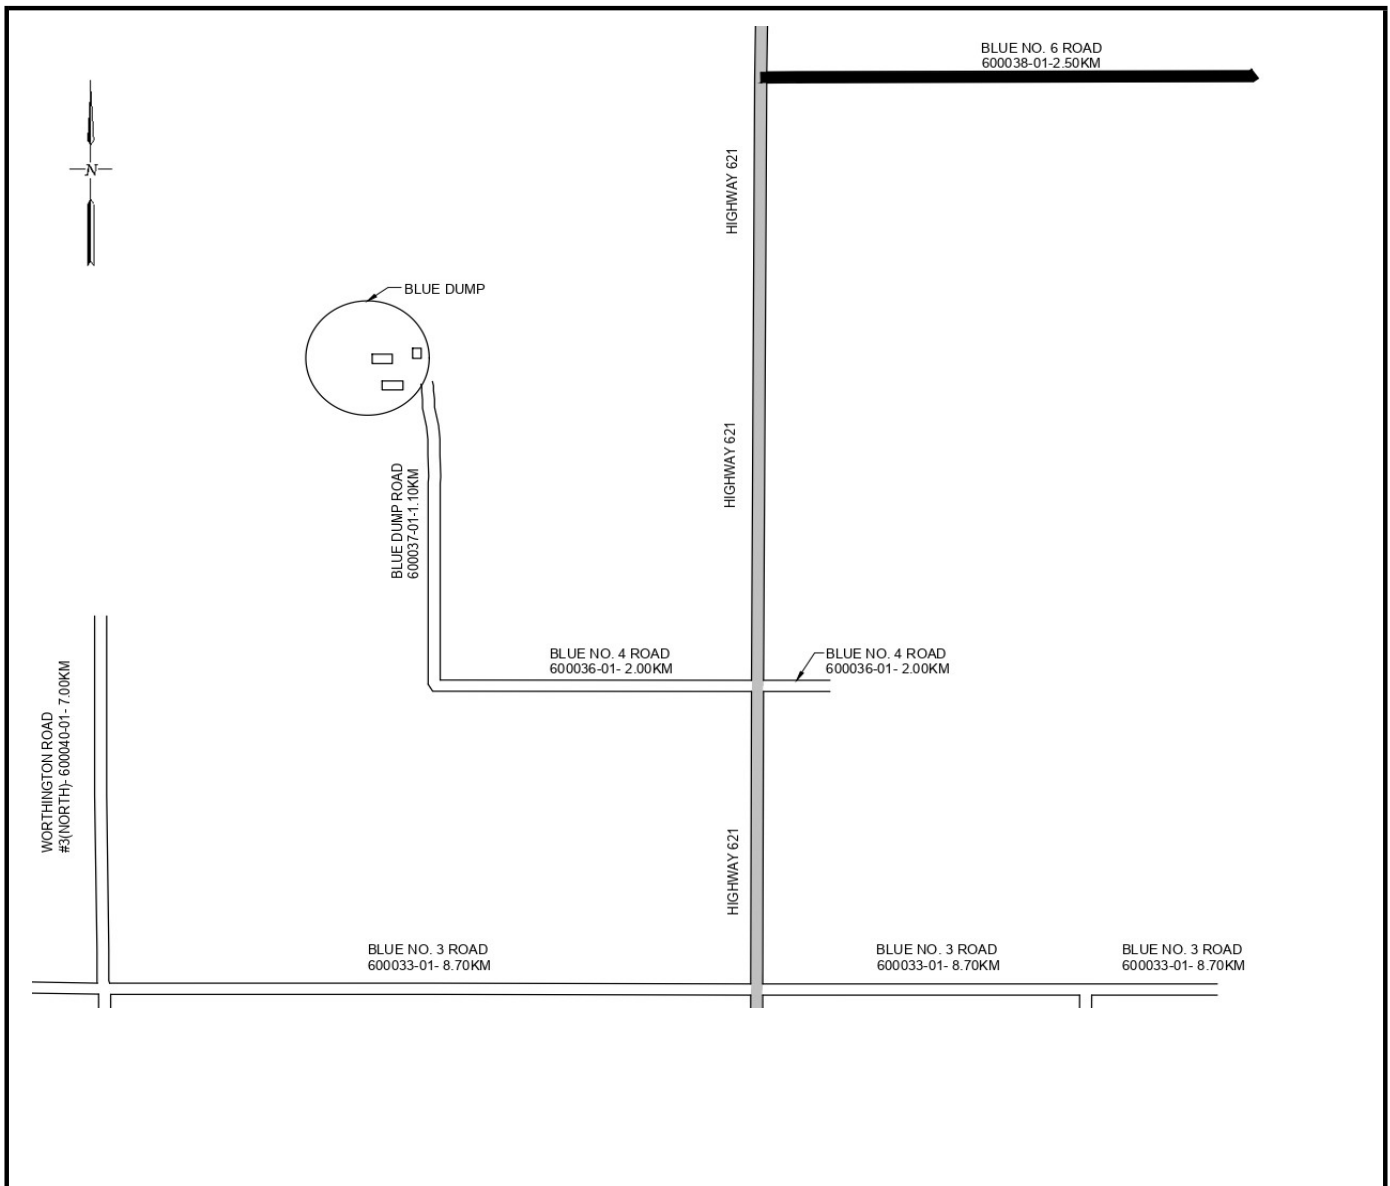 BLUE NO. 6 ROAD
600038-01-2.50KM
HIGHWAY 621
N
BLUE DUMP
HIGHWAY 621
BLUE DUMP ROAD
600037-01-1.10KM
BLUE NO. 4 ROAD
600036-01- 2.00KM
BLUE NO. 4 ROAD
600036-01- 2.00KM
WORTHINGTON ROAD
#3(NORTH)- 600040-01- 7.00KM
HIGHWAY 621
BLUE NO. 3 ROAD
600033-01- 8.70KM
BLUE NO. 3 ROAD
600033-01- 8.70KM
BLUE NO. 3 ROAD
600033-01- 8.70KM